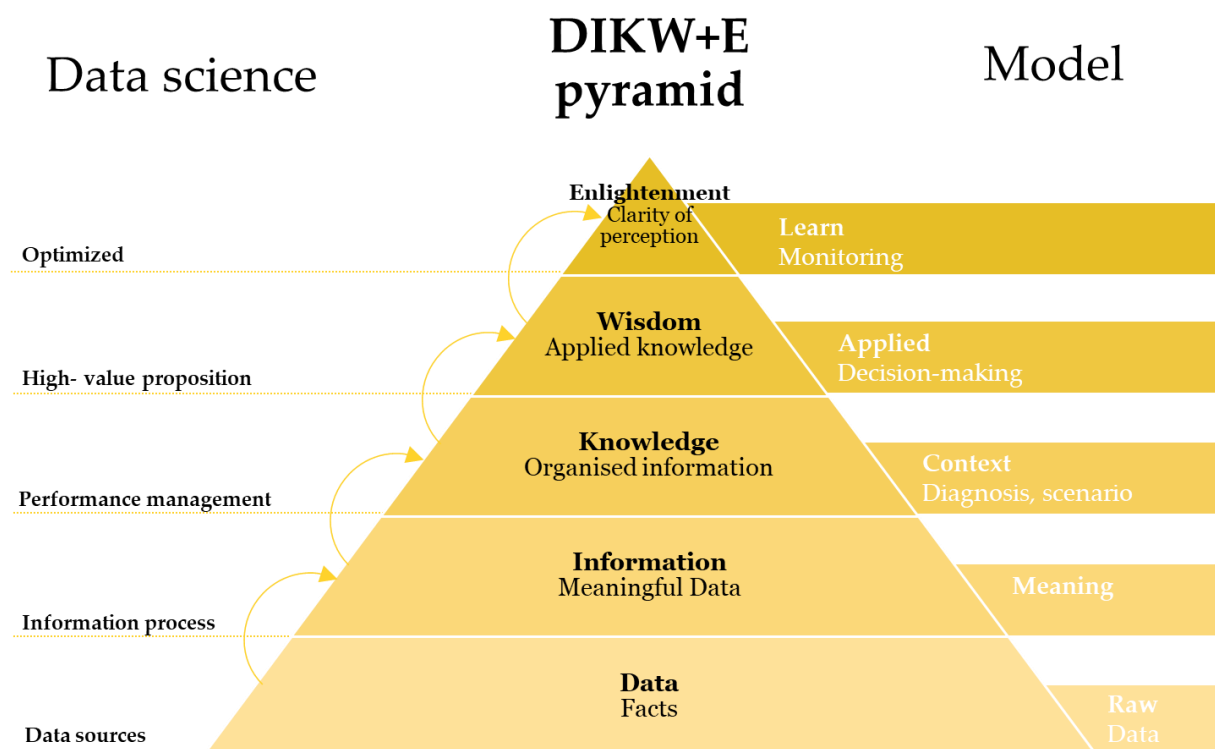 Data science
DIKW+E
pyramid
Model
Enlightenment
Clarity of
perception
Learn
Monitoring
Optimized
Wisdom
Applied knowledge
Applied
Decision-making
High- value proposition
Knowledge
Organised information
Context
Diagnosis, scenario
Performance management
Information
Meaningful Data
Meaning
Information process
Data
Facts
Raw
Data
Data sources